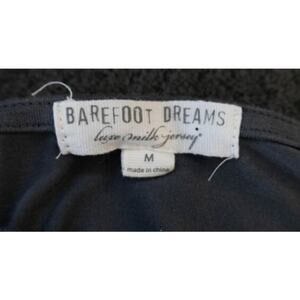 BAREFOOT DREAMS
luxe milk jersey®
M
made in china